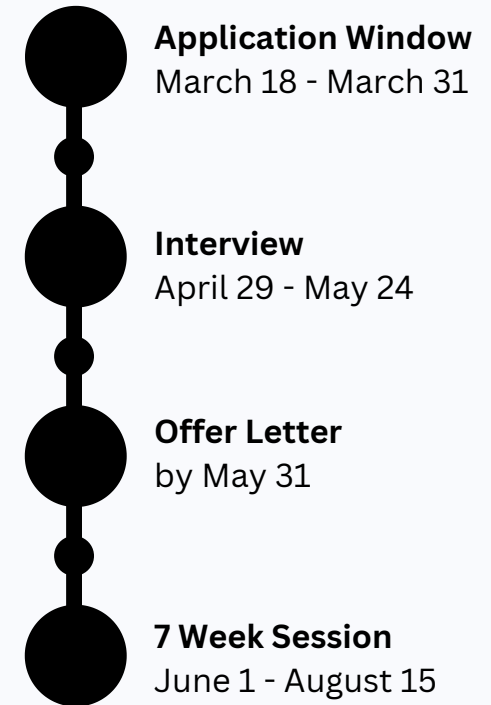 Application Window
March 18 - March 31
Interview
April 29 - May 24
Offer Letter
by May 31
7 Week Session
June 1 - August 15